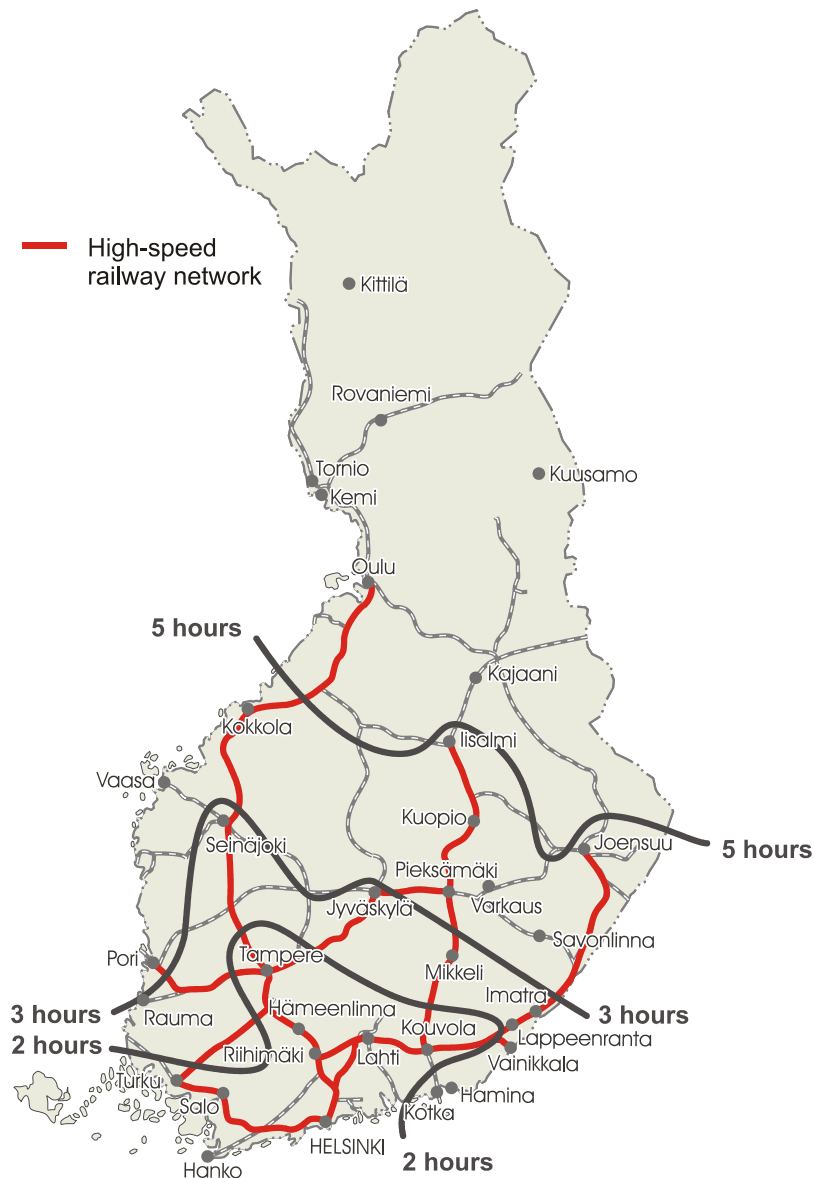 High-speed
railway network
Kittilä
Rovaniemi
Tornio
Kuusamo
Kemi
Oulu
5 hours
Kajaani
Kokkola
Iisalmi
Vaasa
Kuopio
Seinäjoki
Joensuu
5 hours
Pieksämäki
Jyväskylä
Varkaus
Savonlinna
Pori
Tampere
Mikkeli
Imatra
3 hours
Rauma
Hämeenlinna
3 hours
Kouvola
Lappeenranta
2 hours
Riihimäki
Lahti
Vainikkala
Turku
Salo
Kotka
Hamina
HELSINKI
2 hours
Hanko